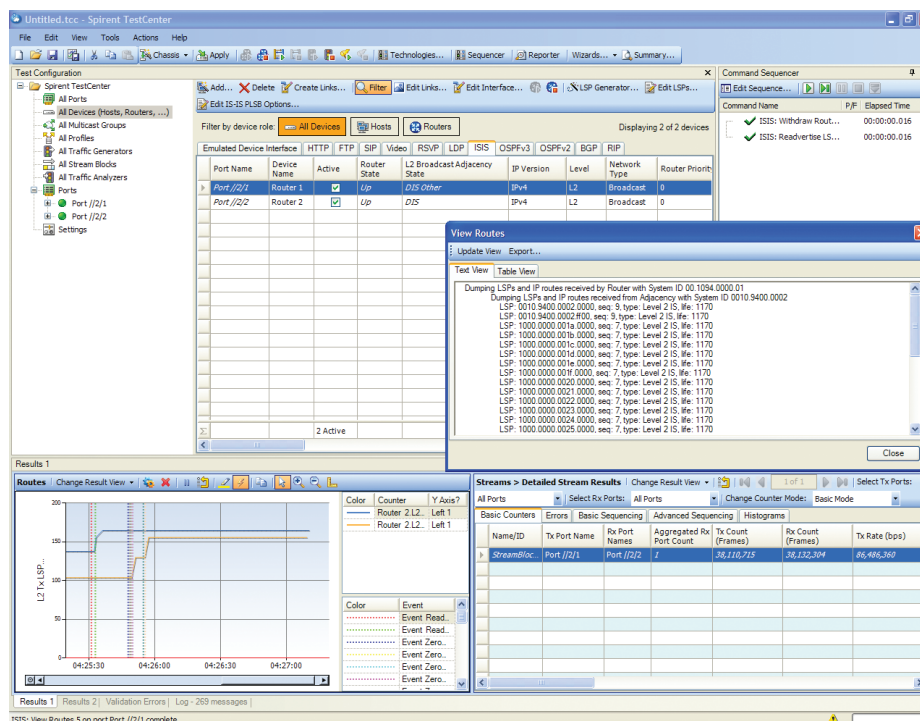 Untitled.tcc - Spirent TestCenter
File Edit View Tools Actions Help
Chassis Apply Technologies... Sequencer Reporter Wizards... Summary...
Test Configuration
Spirent TestCenter
All Ports
All Devices (Hosts, Routers, ...)
All Multicast Groups
All Profiles
All Traffic Generators
All Stream Blocks
All Traffic Analyzers
Ports
Port //2/1
Port //2/2
Settings
Add... Delete Create Links... Filter Edit Links... Edit Interface... LSP Generator... Edit LSPs...
Edit IS-IS PLSB Options...
Filter by device role: All Devices Hosts Routers Displaying 2 of 2 devices
Emulated Device Interface HTTP FTP SIP Video RSVP LDP ISIS OSPFv3 OSPFv2 BGP RIP
Port Name Device Name Active Router State L2 Broadcast Adjacency State IP Version Level Network Type Router Priority
Port //2/1 Router 1 Up DIS Other IPv4 L2 Broadcast 0
Port //2/2 Router 2 Up DIS IPv4 L2 Broadcast 0
2 Active
Command Sequencer
Edit Sequence...
Command Name P/F Elapsed Time
ISIS: Withdraw Rout... 00:00:00.016
ISIS: Readvertise LS... 00:00:00.016
View Routes
Update View Export...
Text View Table View
Dumping LSPs and IP routes received by Router with System ID 00.1094.0000.01
Dumping LSPs and IP routes received from Adjacency with System ID 0010.9400.0002
LSP: 0010.9400.0002.0000, seq: 9, type: Level 2 IS, life: 1170
LSP: 0010.9400.0002.ff00, seq: 9, type: Level 2 IS, life: 1170
LSP: 1000.0000.001a.0000, seq: 7, type: Level 2 IS, life: 1170
LSP: 1000.0000.001b.0000, seq: 7, type: Level 2 IS, life: 1170
LSP: 1000.0000.001c.0000, seq: 7, type: Level 2 IS, life: 1170
LSP: 1000.0000.001d.0000, seq: 7, type: Level 2 IS, life: 1170
LSP: 1000.0000.001e.0000, seq: 7, type: Level 2 IS, life: 1170
LSP: 1000.0000.001f.0000, seq: 7, type: Level 2 IS, life: 1170
LSP: 1000.0000.0020.0000, seq: 7, type: Level 2 IS, life: 1170
LSP: 1000.0000.0021.0000, seq: 7, type: Level 2 IS, life: 1170
LSP: 1000.0000.0022.0000, seq: 7, type: Level 2 IS, life: 1170
LSP: 1000.0000.0023.0000, seq: 7, type: Level 2 IS, life: 1170
LSP: 1000.0000.0024.0000, seq: 7, type: Level 2 IS, life: 1170
LSP: 1000.0000.0025.0000, seq: 7, type: Level 2 IS, life: 1170
Close
Results 1
Routes Change Result View
200
150
100
50
0
L2 Tx LSP...
04:25:30 04:26:00 04:26:30 04:27:00
Color Counter Y Axis?
Router 2.L2.. Left 1
Router 2.L2.. Left 1
Color Event
Event Read..
Event Read..
Event Zero..
Event Zero..
Event Zero..
Event Zero..
Streams > Detailed Stream Results Change Result View 1 of 1 Select Tx Ports:
All Ports Select Rx Ports: All Ports Change Counter Mode: Basic Mode
Basic Counters Errors Basic Sequencing Advanced Sequencing Histograms
Name/ID Tx Port Name Rx Port Names Aggregated Rx Port Count Tx Count (Frames) Rx Count (Frames) Tx Rate (bps)
StreamBloc... Port //2/1 Port //2/2 1 38,110,715 38,132,304 86,486,360
Results 1 Results 2 Validation Errors Log - 269 messages
ISIS: View Routes 5 on port Port //2/1 complete